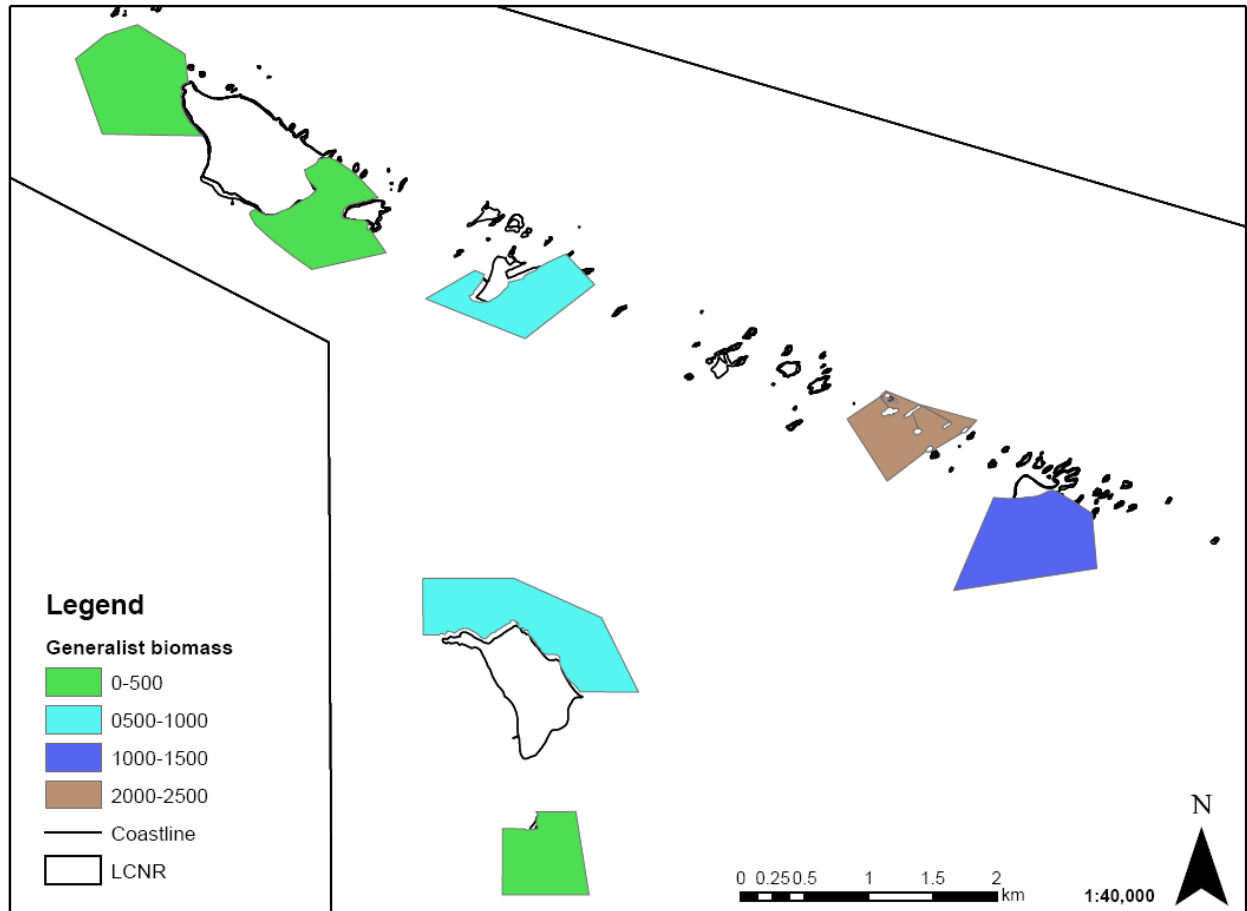 Legend
Generalist biomass
0-500
0500-1000
1000-1500
2000-2500
Coastline
LCNR
0 0.25 0.5 1 1.5 2
km
1:40,000
N